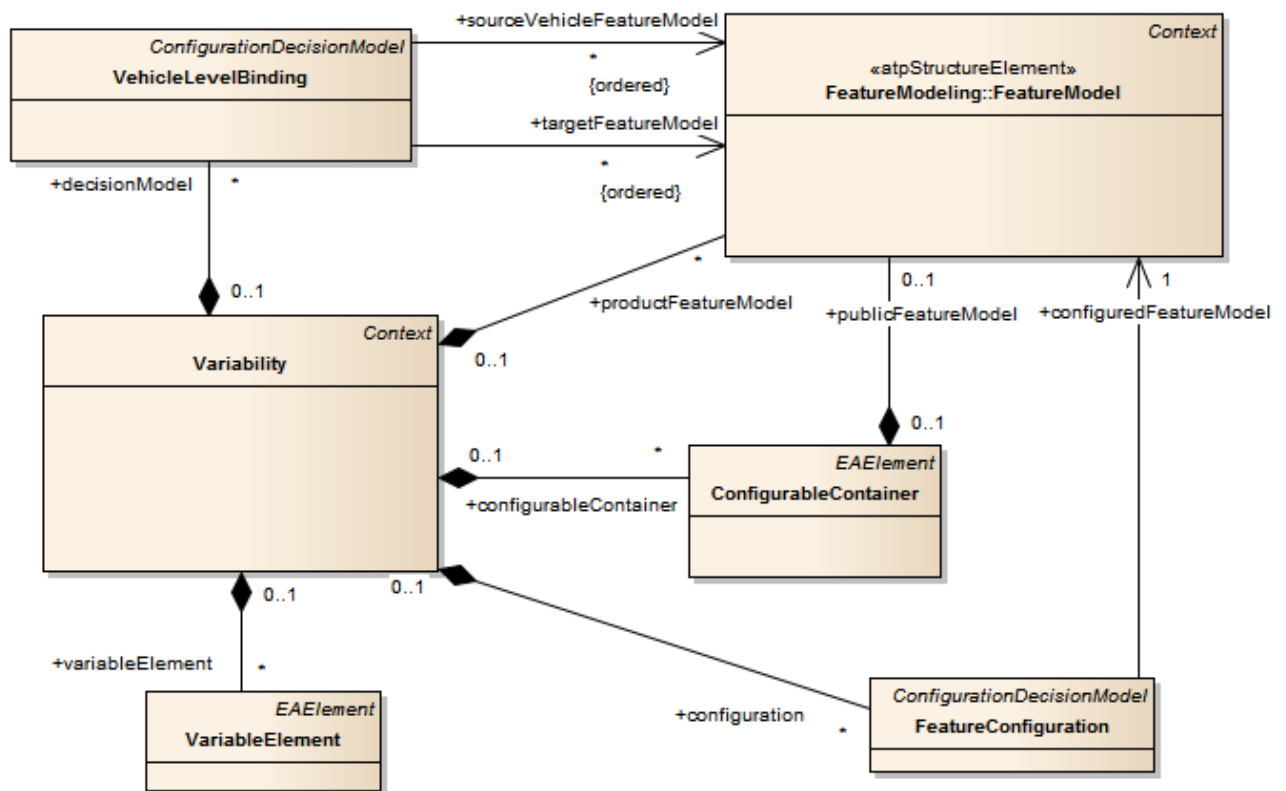 ConfigurationDecisionModel
VehicleLevelBinding
+sourceVehicleFeatureModel
*
{ordered}
+targetFeatureModel
*
{ordered}
Context
«atpStructureElement»
FeatureModeling::FeatureModel
+decisionModel
*
0..1
*
+productFeatureModel
0..1
0..1
+publicFeatureModel
0..1
1
+configuredFeatureModel
Context
Variability
0..1
*
+configurableContainer
EAElement
ConfigurableContainer
0..1
0..1
+variableElement
*
EAElement
VariableElement
+configuration
*
ConfigurationDecisionModel
FeatureConfiguration